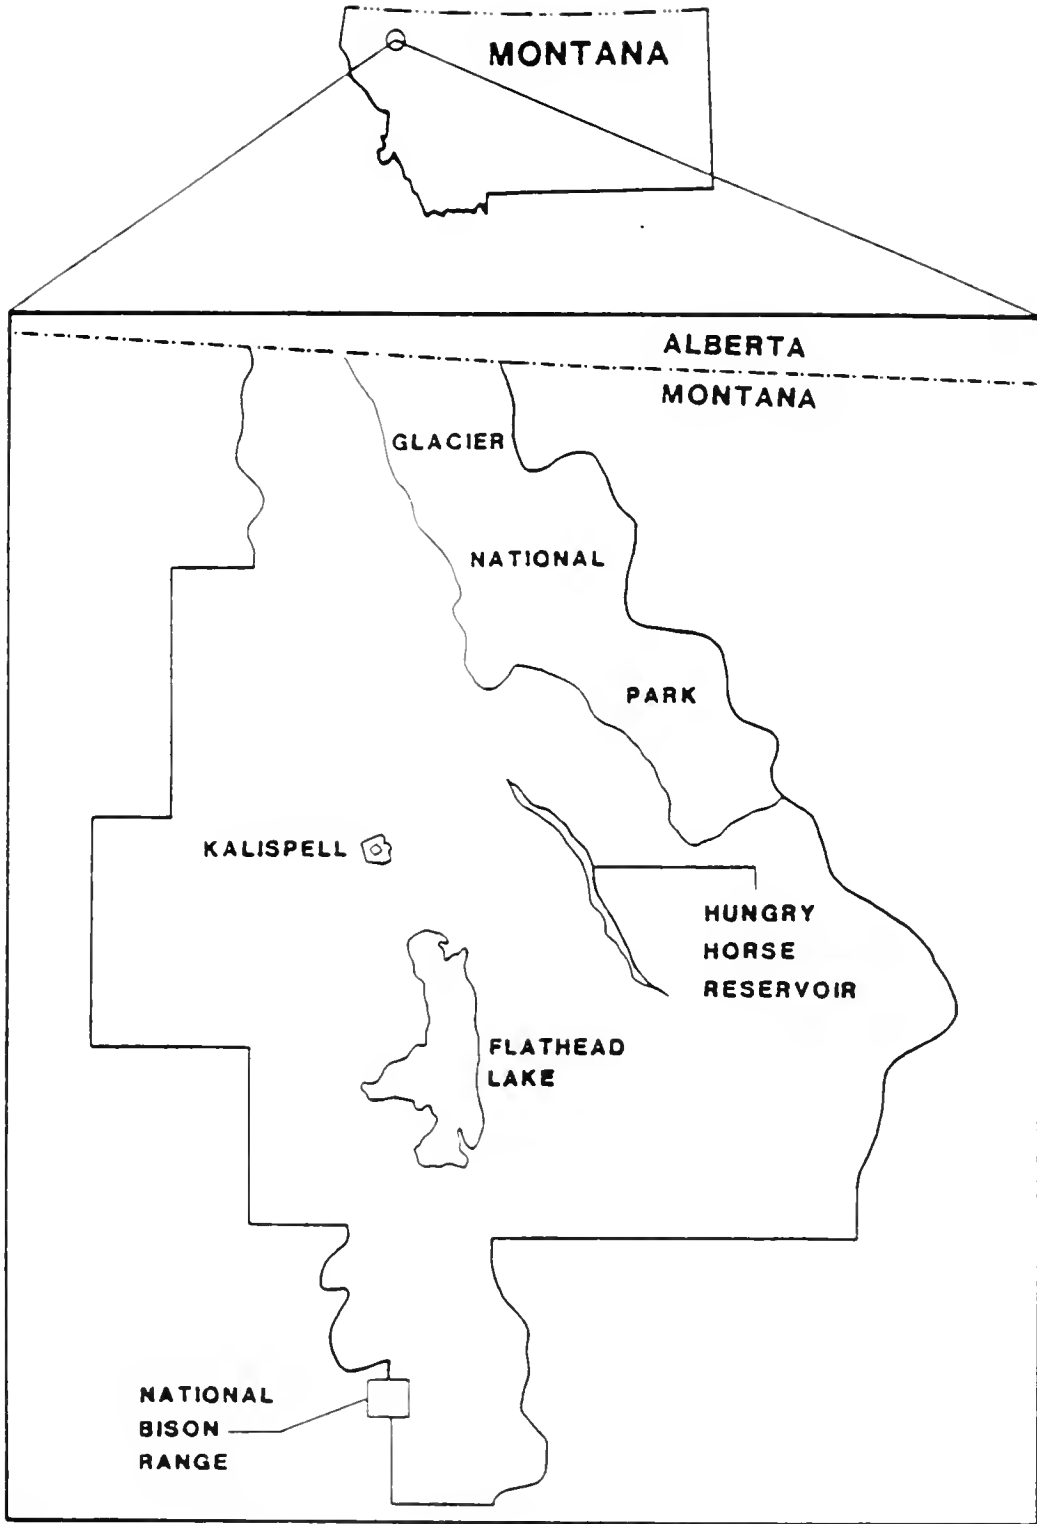 MONTANA
ALBERTA
MONTANA
GLACIER
NATIONAL
PARK
KALISPELL
HUNGRY
HORSE
RESERVOIR
FLATHEAD
LAKE
NATIONAL
BISON
RANGE